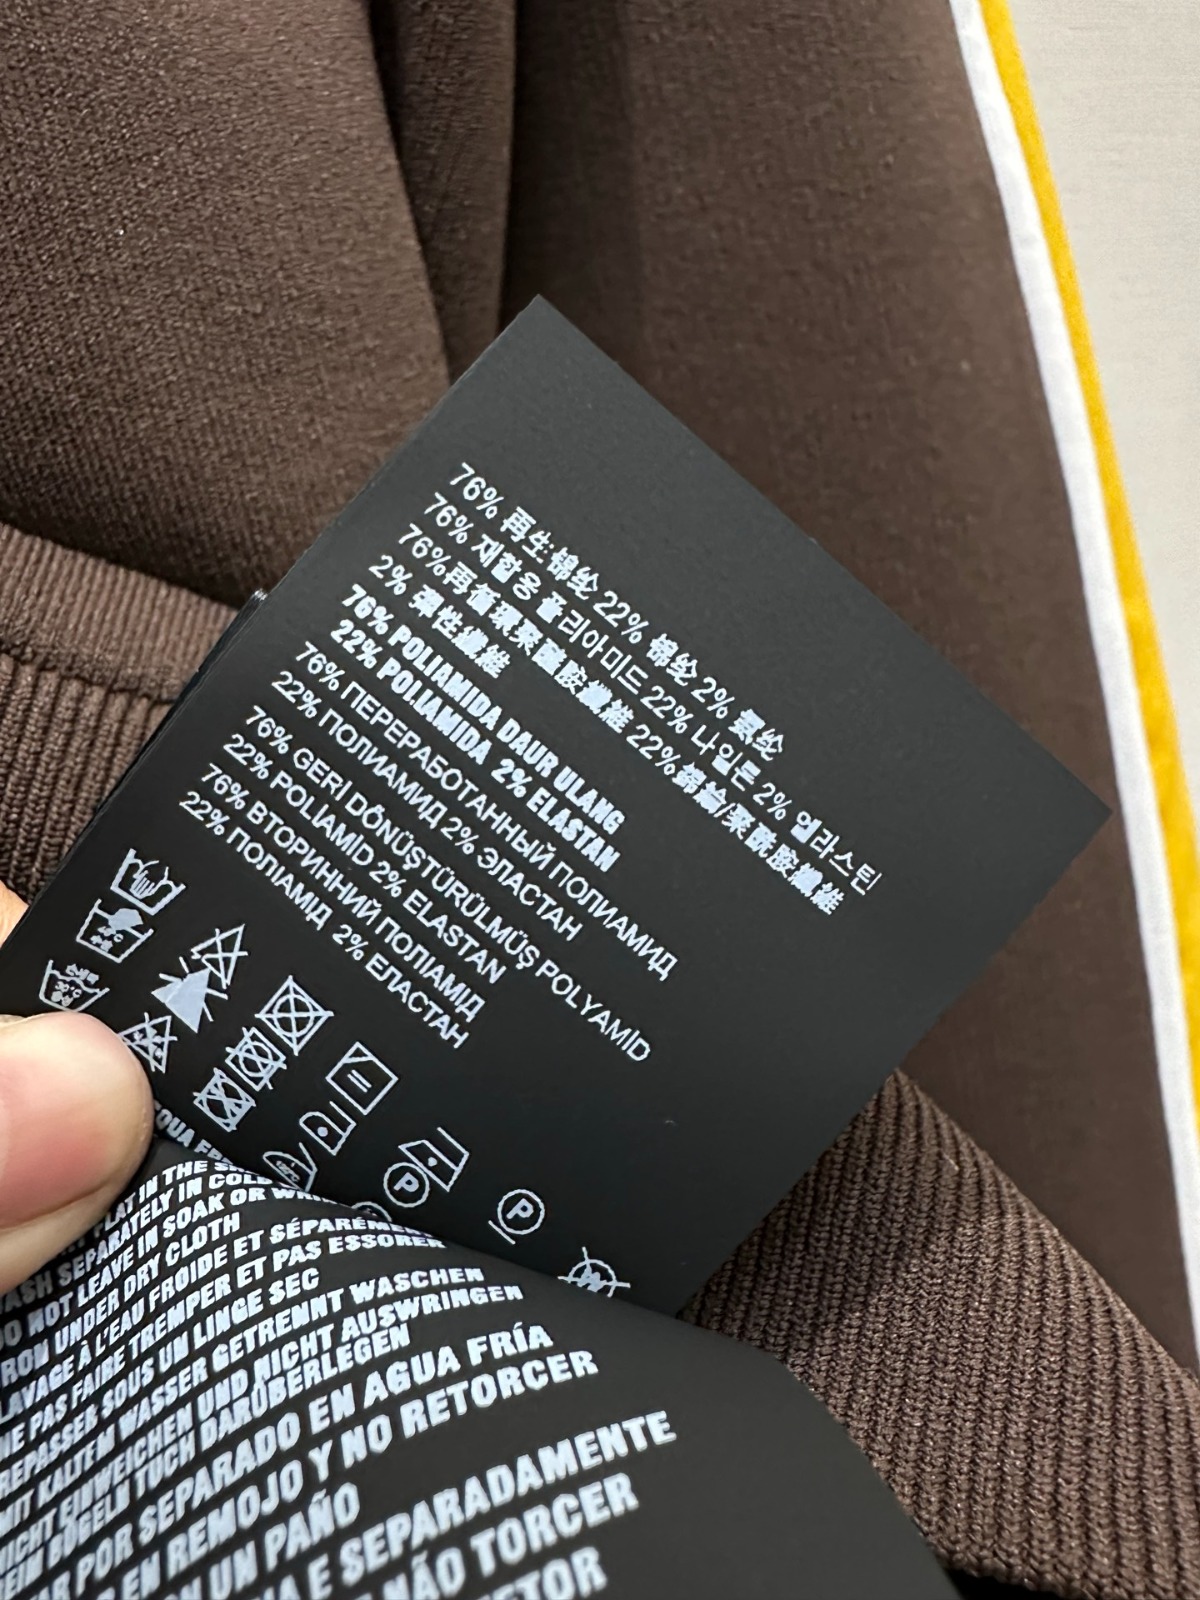 76% 再生锦纶 22% 锦纶 2% 氨纶
76% 재활용 폴리아미드 22% 나일론 2% 엘라스틴
76%再循環聚醯胺纖維 22%錦綸/聚醯胺纖維
2% 彈性纖維
76% POLIAMIDA DAUR ULANG
22% POLIAMIDA 2% ELASTAN
76% ПЕРЕРАБОТАННЫЙ ПОЛИАМИД
22% ПОЛИАМИД 2% ЭЛАСТАН
76% GERİ DÖNÜŞTÜRÜLMÜŞ POLYAMİD
22% POLIAMİD 2% ELASTAN
76% ВТОРИННИЙ ПОЛІАМІД
22% ПОЛІАМІД 2% ЕЛАСТАН
30°C
P
P
W
IN THE
SEPARATELY IN COLD
DO NOT LEAVE IN SOAK OR
IRON UNDER DRY CLOTH
LAVAGE À L'EAU FROIDE ET SÉPARÉMENT
NE PAS FAIRE TREMPER ET PAS ESSORER
REPASSER SOUS UN LINGE SEC
MIT KALTEM WASSER GETRENNT WASCHEN
NICHT EINWEICHEN UND NICHT AUSWRINGEN
BEIM BÜGELN TUCH DARÜBERLEGEN
POR SEPARADO EN AGUA FRÍA
EN REMOJO Y NO RETORCER
UN PAÑO
E SEPARADAMENTE
NÃO TORCER